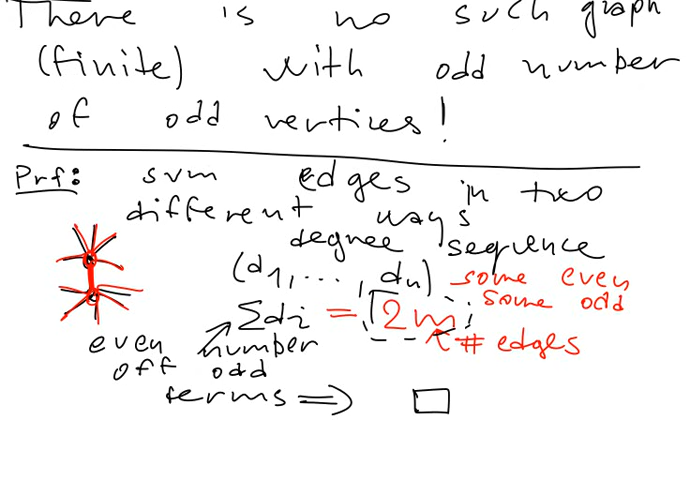 There is no such graph
(finite) with odd number
of odd vertices!
Prf: sum edges in two
different ways
degree sequence
(d1, ..., dn) some even
some odd
Σdi = 2m
# edges
even number
off odd
terms ⇒ □